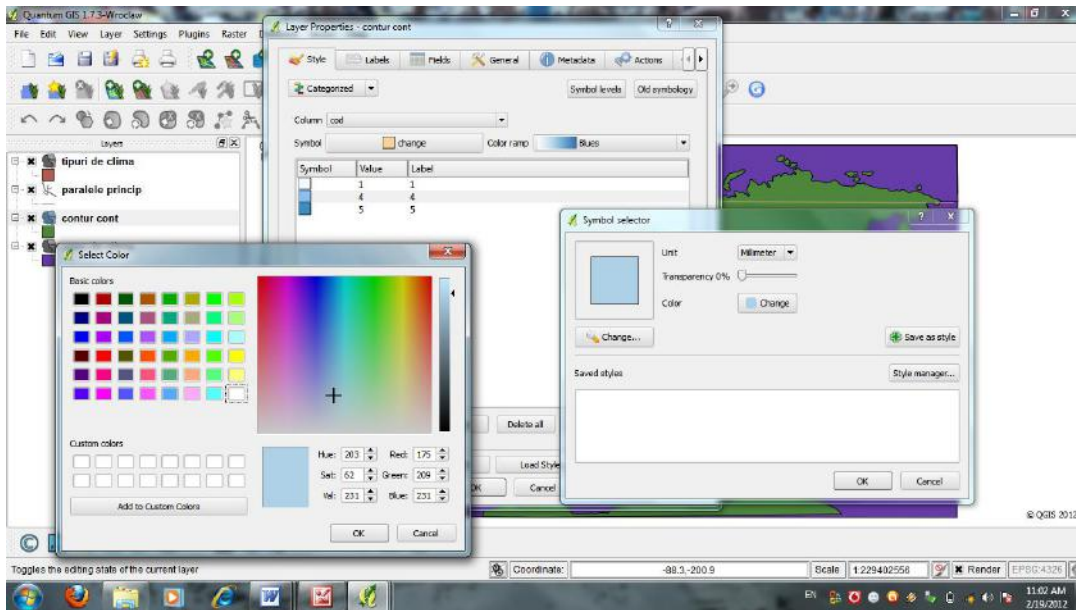 Quantum GIS 1.7.3-Wroclaw
File Edit View Layer Settings Plugins Raster
Layers
tipuri de clima
paralele princip
contur cont
Layer Properties - contur cont
Style Labels Fields General Metadata Actions
Categorized Symbol levels Old symbology
Column cod
Symbol change Color ramp Blues
Symbol Value Label
1 1
4 4
5 5
Delete all
Load Style
OK Cancel
Select Color
Basic colors
Custom colors
Add to Custom Colors
Hue: 203 Red: 175
Sat: 62 Green: 209
Val: 231 Blue: 231
OK Cancel
Symbol selector
Unit Milimeter
Transparency 0%
Color Change
Change... Save as style
Saved styles Style manager...
OK Cancel
© QGIS 2012
Toggles the editing state of the current layer Coordinate: -88.3,-200.9 Scale 1:229402556 Render EPSG:4326
EN 11:02 AM
2/19/2012